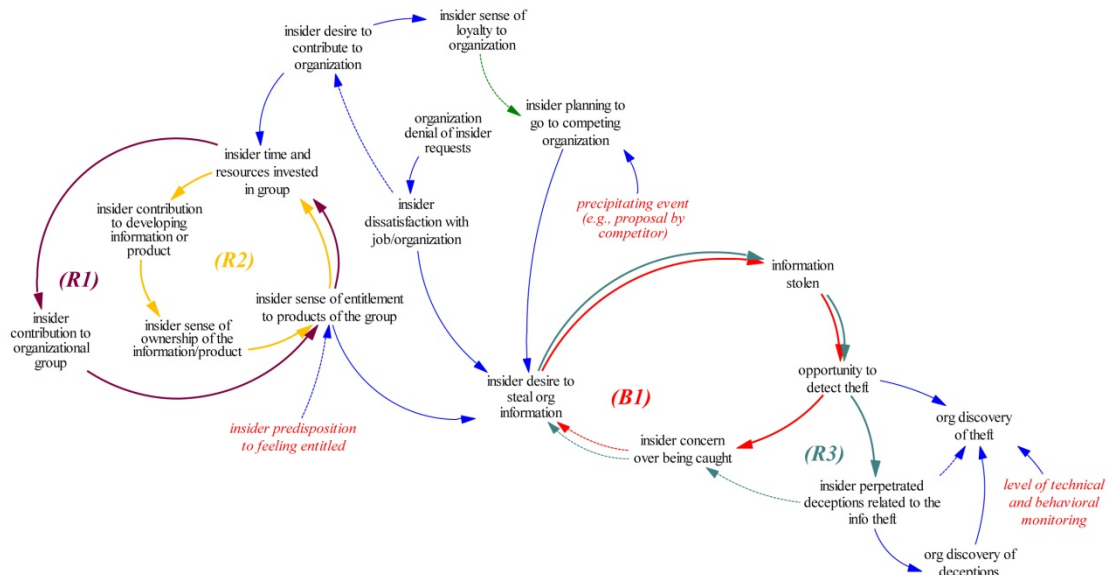 insider sense of
loyalty to
organization
insider desire to
contribute to
organization
insider planning to
go to competing
organization
organization
denial of insider
requests
insider time and
resources invested
in group
precipitating event
(e.g., proposal by
competitor)
insider
dissatisfaction with
job/organization
insider contribution
to developing
information or
product
(R2)
(R1)
information
stolen
insider sense of entitlement
to products of the group
insider
contribution to
organizational
group
insider sense of
ownership of the
information/product
opportunity to
detect theft
insider desire to
steal org
information
(B1)
insider predisposition
to feeling entitled
org discovery
of theft
insider concern
over being caught
(R3)
insider perpetrated
deceptions related to the
info theft
level of technical
and behavioral
monitoring
org discovery of
deceptions